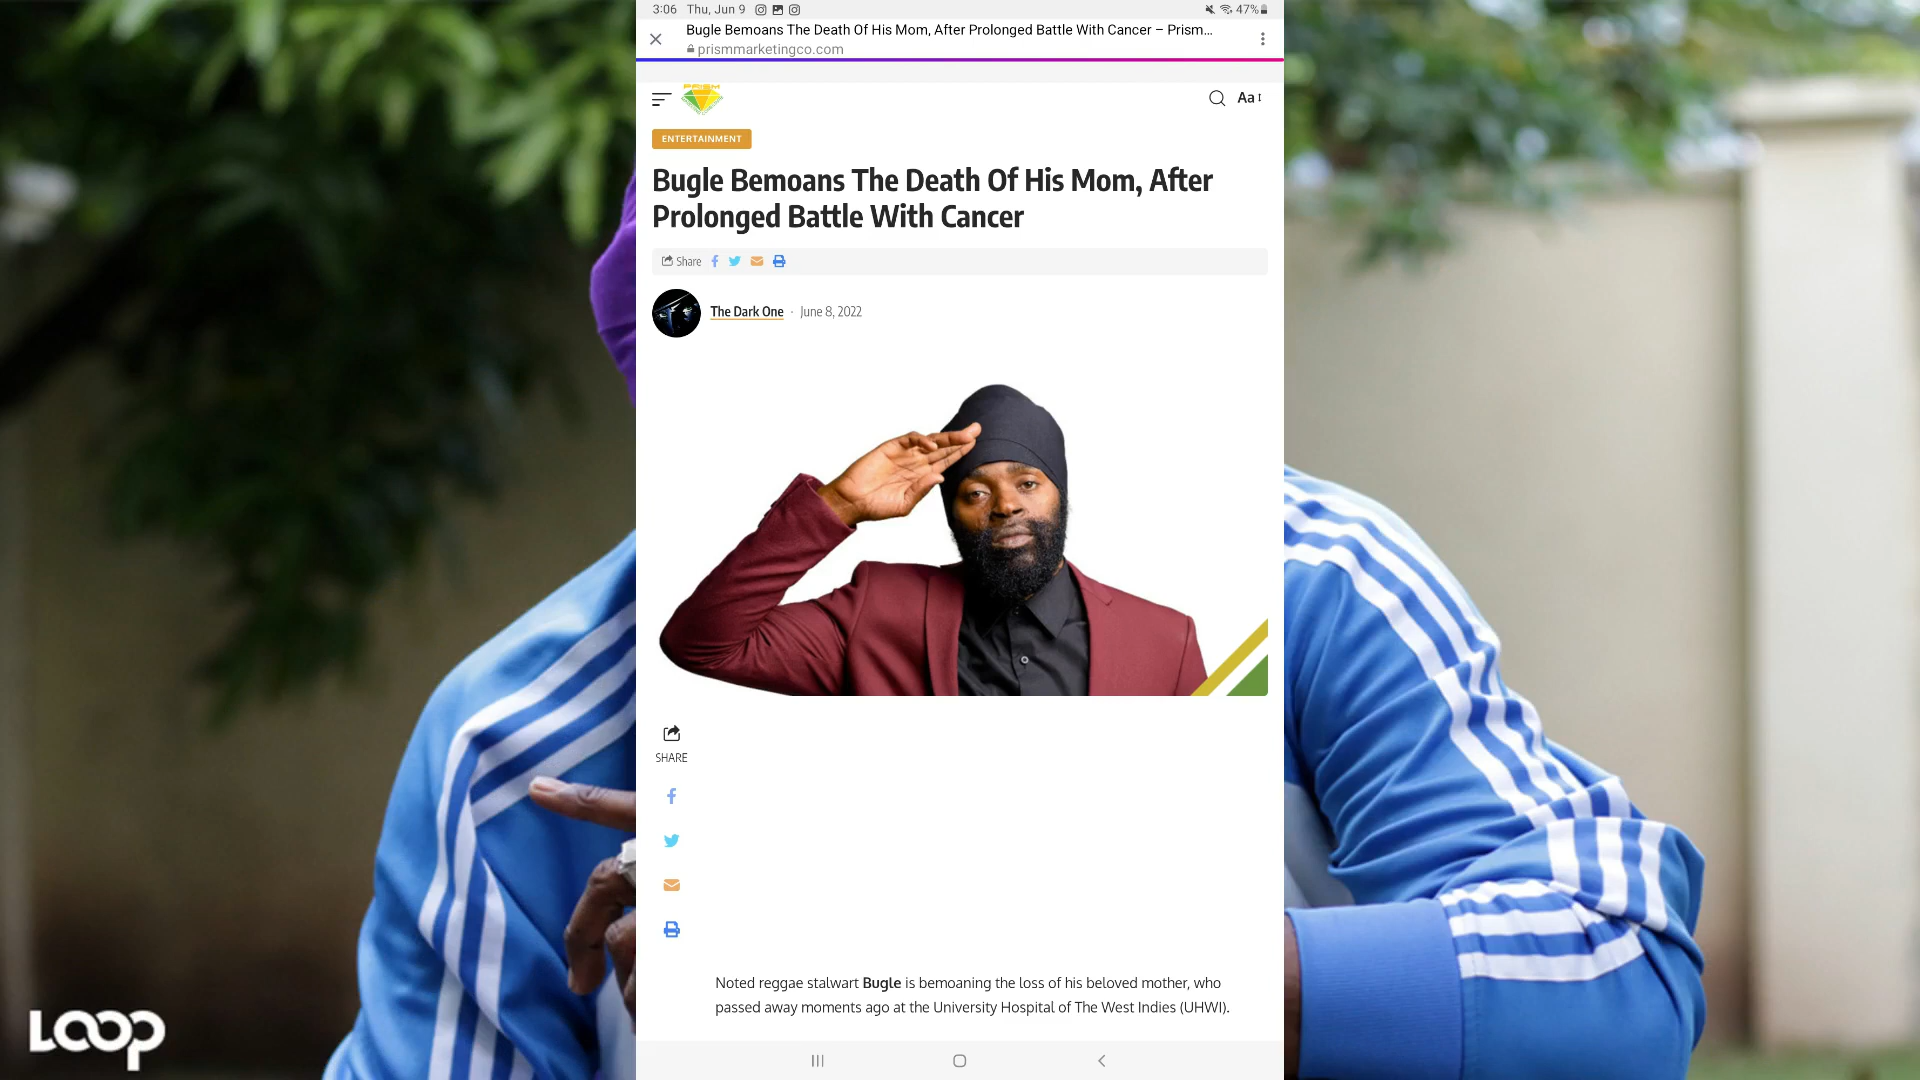 3:06 Thu, Jun 9 47%
Bugle Bemoans The Death Of His Mom, After Prolonged Battle With Cancer – Prism...
prismmarketingco.com
PRISM
Aa
ENTERTAINMENT
Bugle Bemoans The Death Of His Mom, After
Prolonged Battle With Cancer
Share
The Dark One · June 8, 2022
SHARE
Noted reggae stalwart Bugle is bemoaning the loss of his beloved mother, who
passed away moments ago at the University Hospital of The West Indies (UHWI).
LOOP